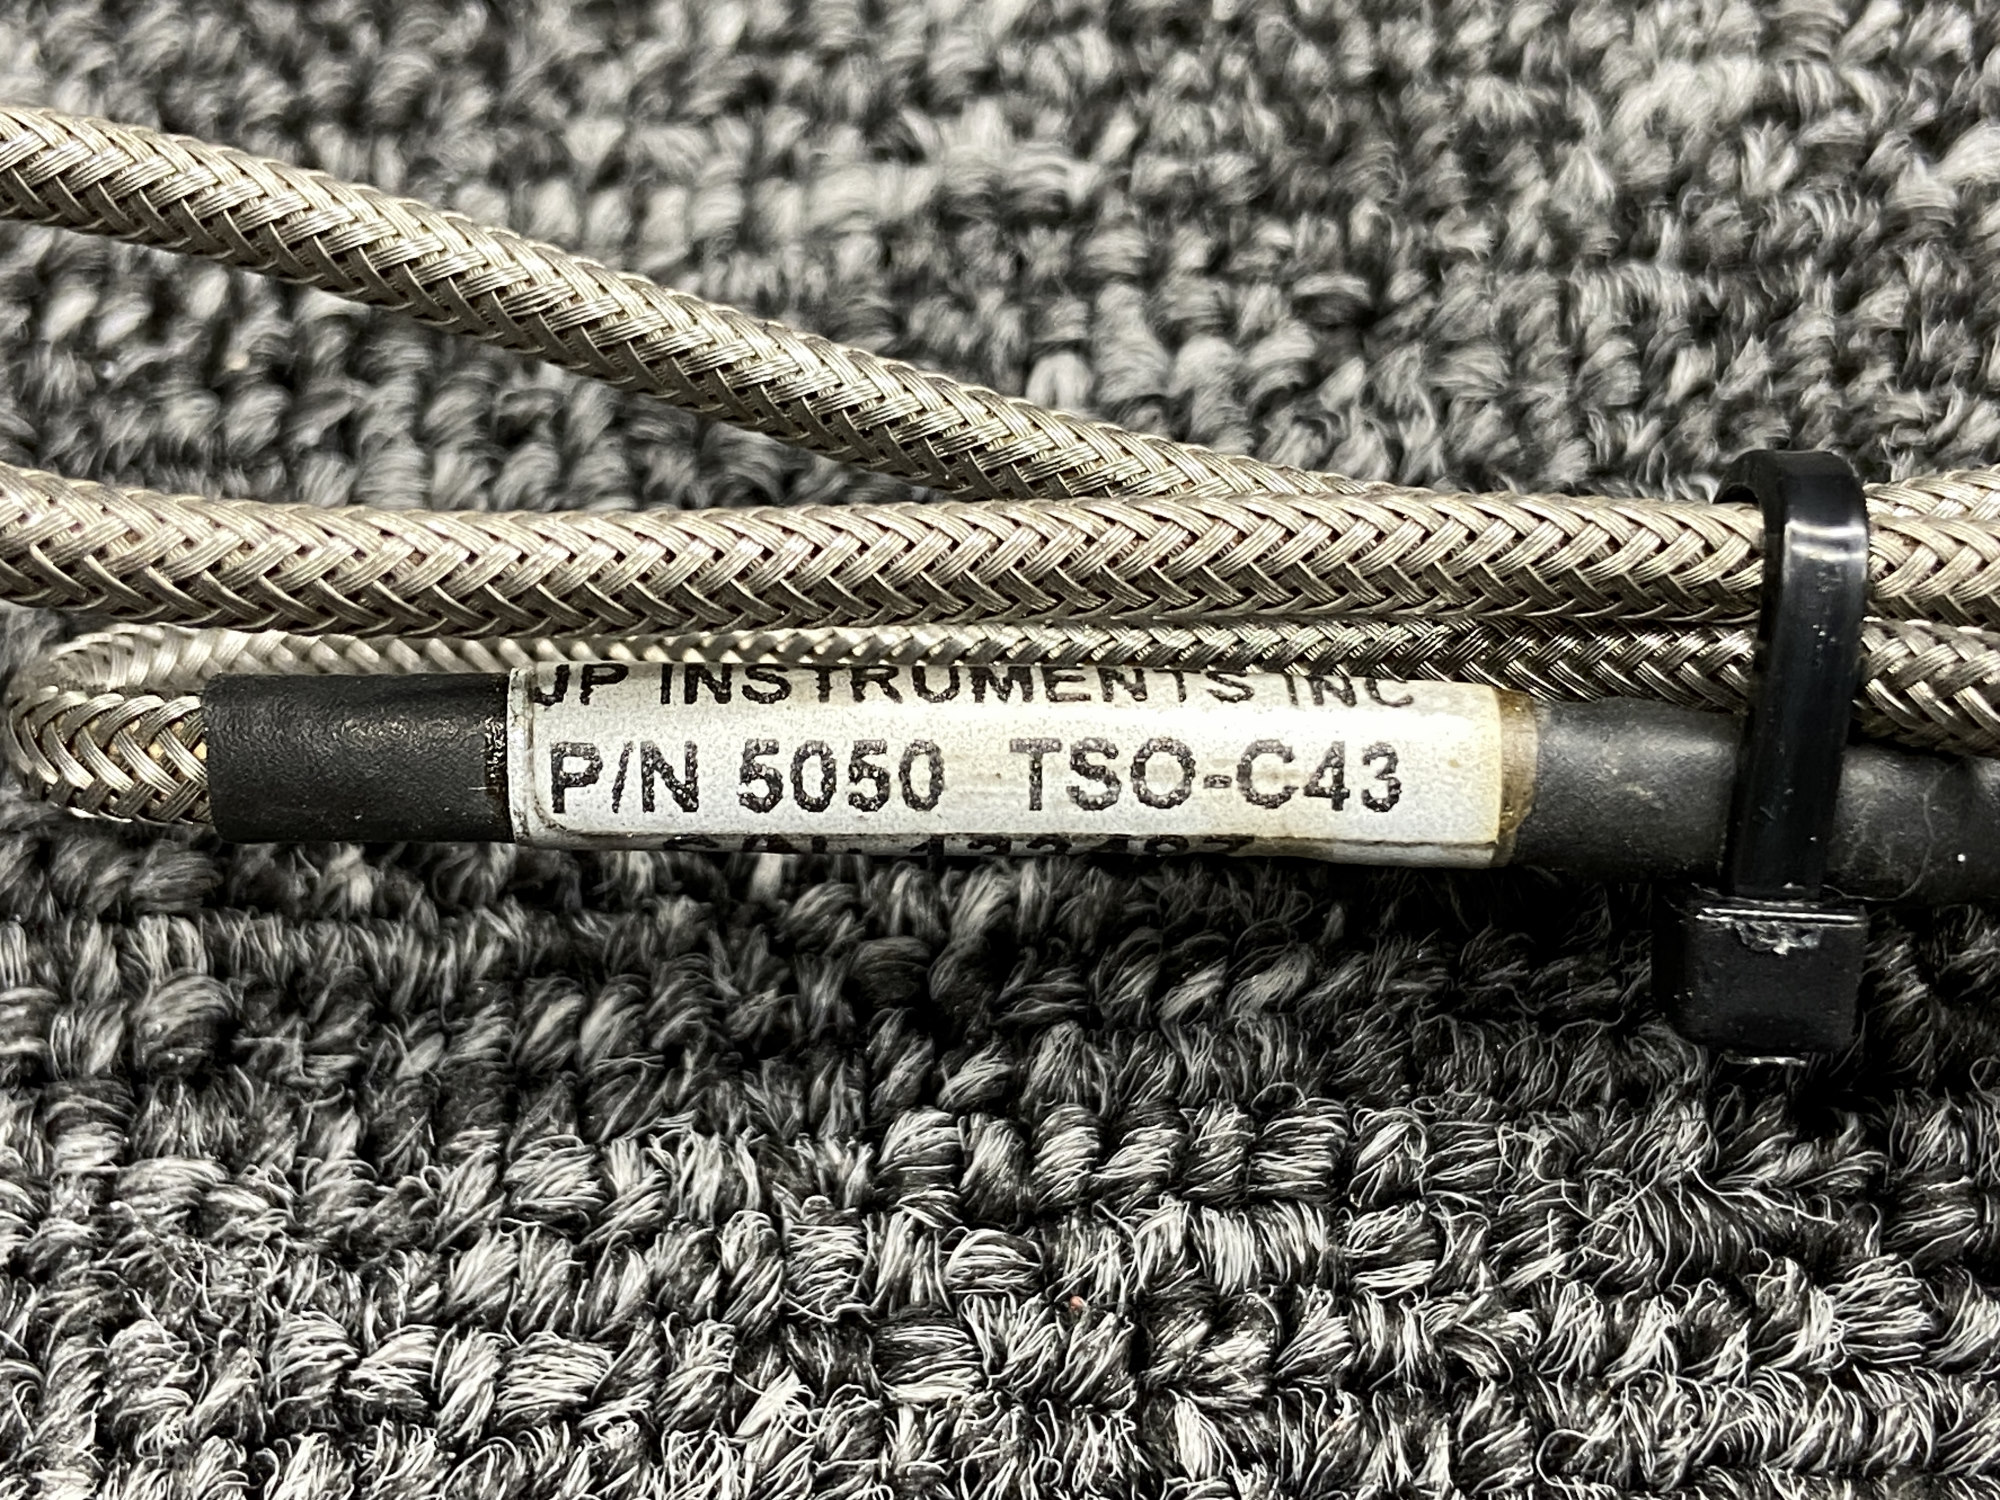 JP INSTRUMENTS INC
P/N 5050 TSO-C43